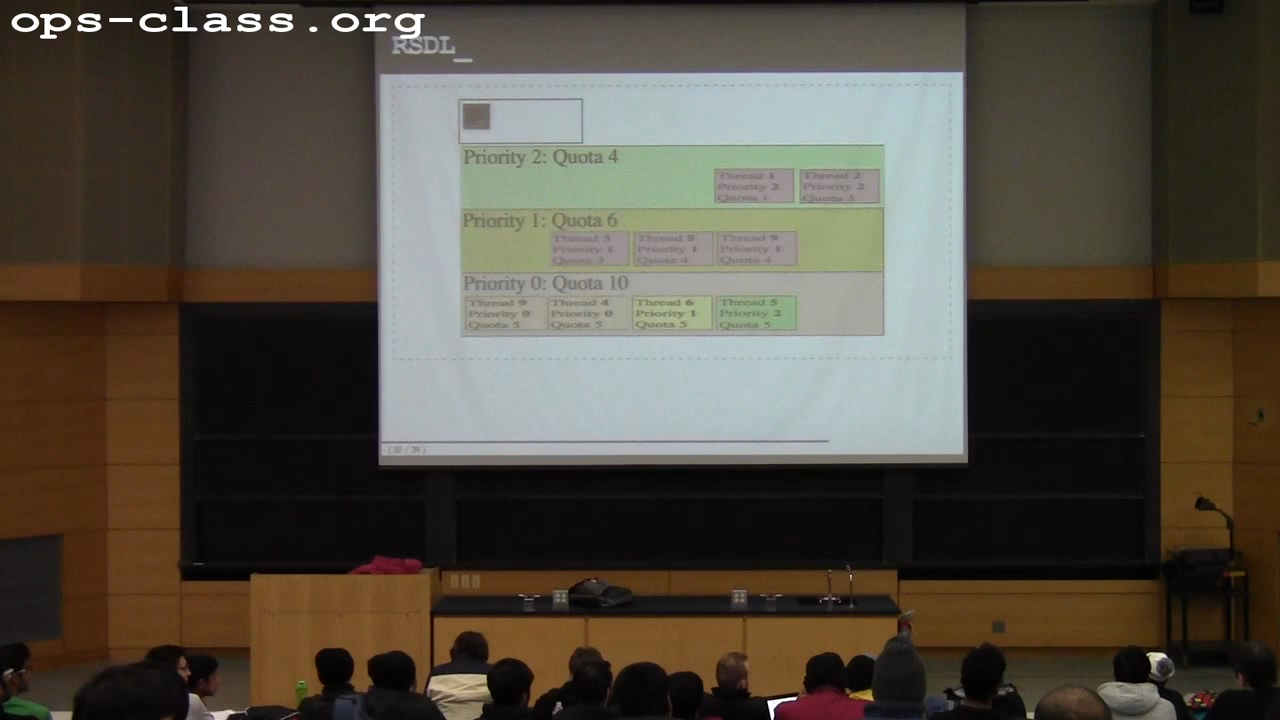 ops-class.org
RSDL_
Priority 2: Quota 4
Thread 1
Priority 2
Quota 1
Thread 2
Priority 2
Quota 3
Priority 1: Quota 6
Thread 3
Priority 1
Quota 3
Thread 8
Priority 1
Quota 4
Thread 9
Priority 1
Quota 4
Priority 0: Quota 10
Thread 9
Priority 0
Quota 5
Thread 4
Priority 0
Quota 5
Thread 6
Priority 1
Quota 5
Thread 5
Priority 2
Quota 5